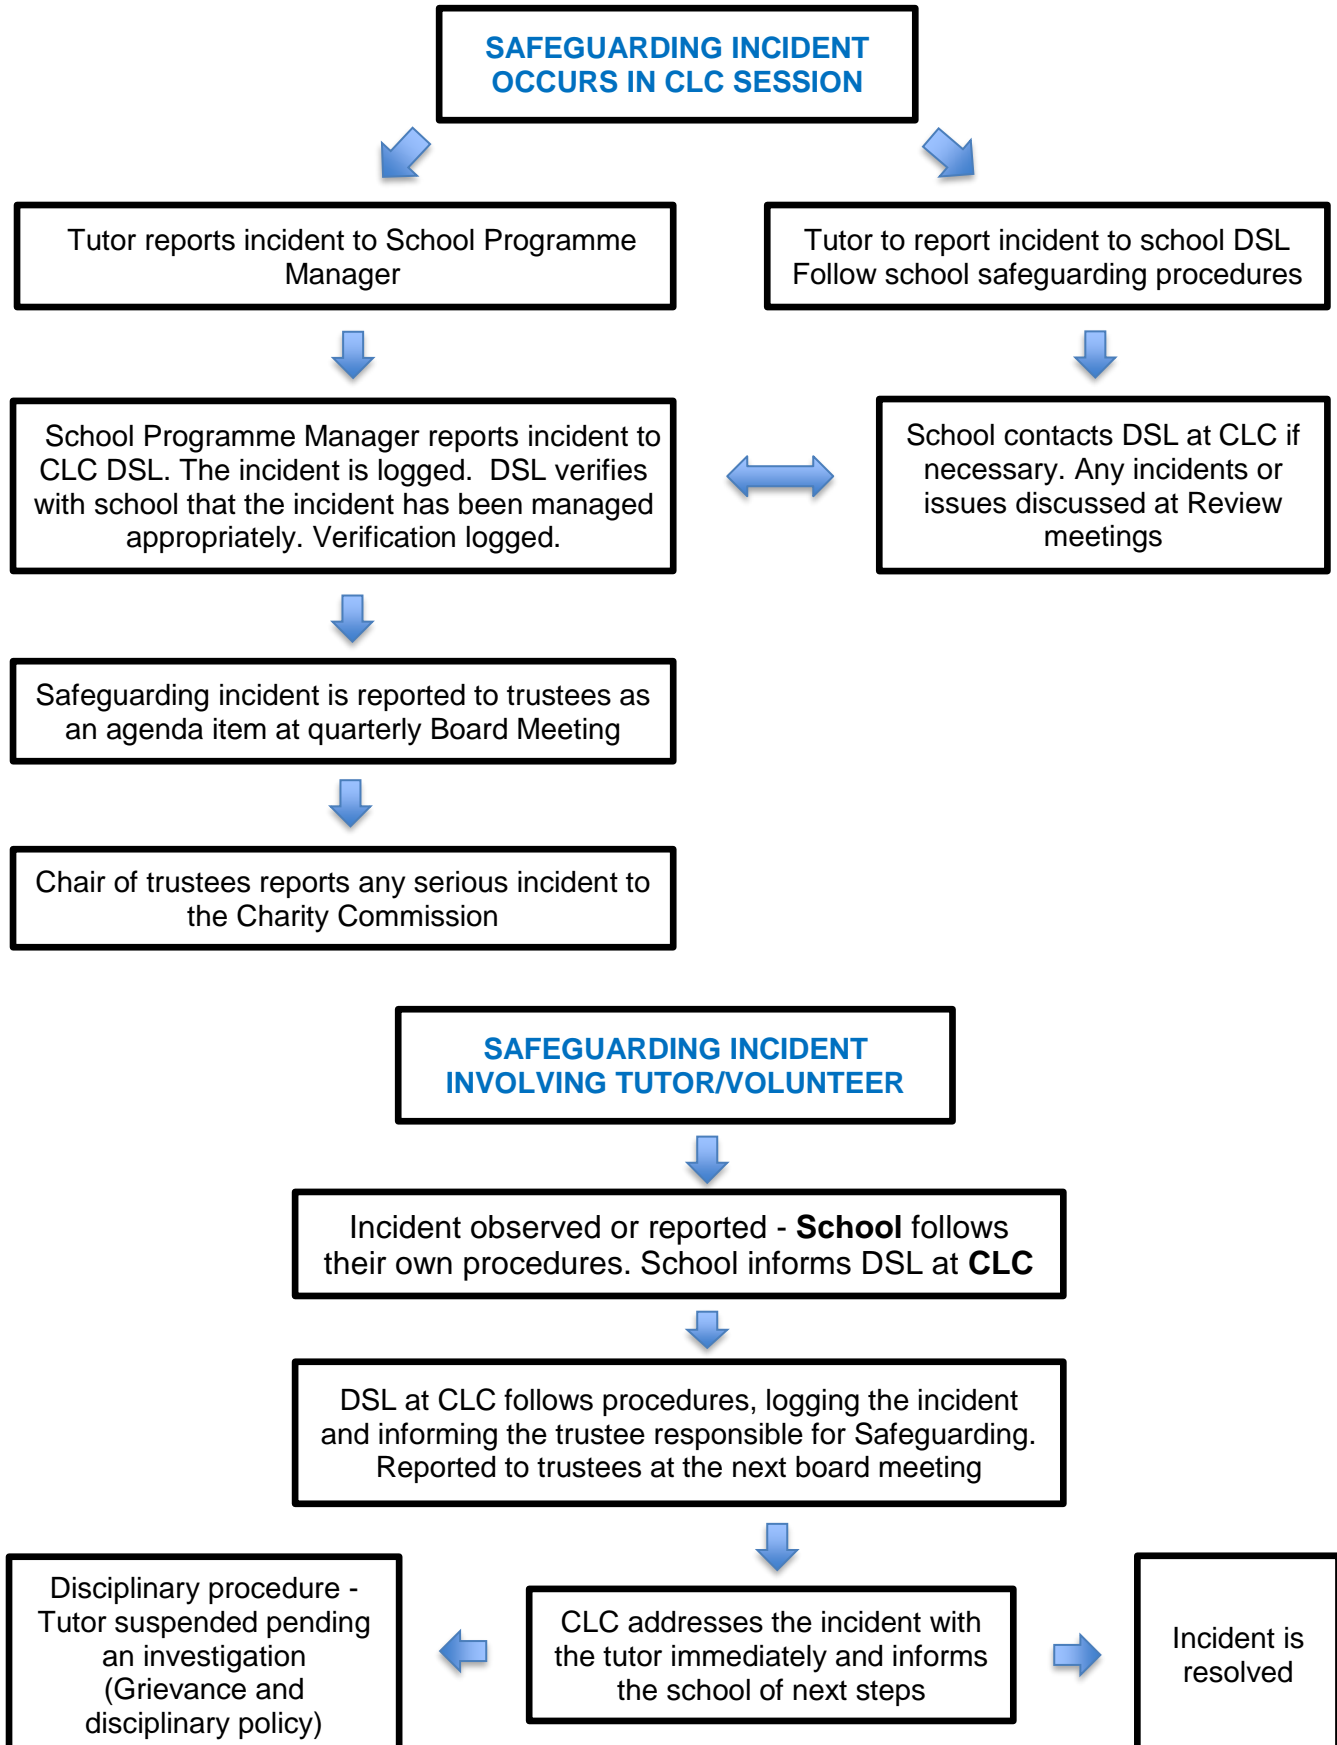 SAFEGUARDING INCIDENT
OCCURS IN CLC SESSION
Tutor reports incident to School Programme
Manager
Tutor to report incident to school DSL
Follow school safeguarding procedures
School Programme Manager reports incident to
CLC DSL. The incident is logged.  DSL verifies
with school that the incident has been managed
appropriately. Verification logged.
School contacts DSL at CLC if
necessary. Any incidents or
issues discussed at Review
meetings
Safeguarding incident is reported to trustees as
an agenda item at quarterly Board Meeting
Chair of trustees reports any serious incident to
the Charity Commission
SAFEGUARDING INCIDENT
INVOLVING TUTOR/VOLUNTEER
Incident observed or reported - School follows
their own procedures. School informs DSL at CLC
DSL at CLC follows procedures, logging the incident
and informing the trustee responsible for Safeguarding.
Reported to trustees at the next board meeting
Disciplinary procedure -
Tutor suspended pending
an investigation
(Grievance and
disciplinary policy)
CLC addresses the incident with
the tutor immediately and informs
the school of next steps
Incident is
resolved